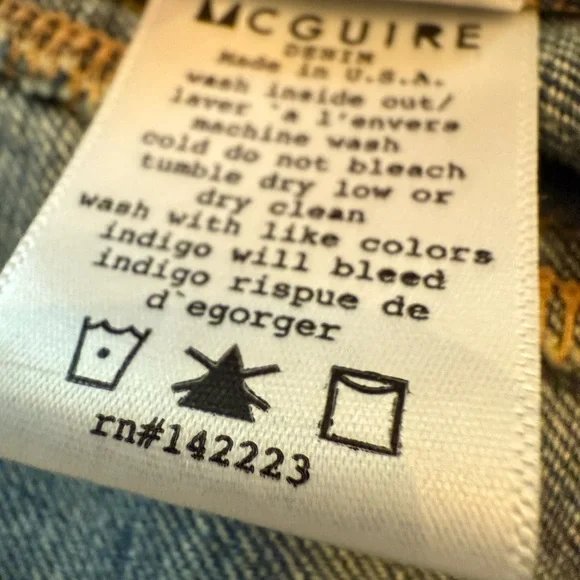 MCGUIRE
DENIM
Made in U.S.A.
wash inside out/
laver 'a l'envers
machine wash
cold do not bleach
tumble dry low or
dry clean
wash with like colors
indigo will bleed
indigo rispue de
d`egorger
rn#142223